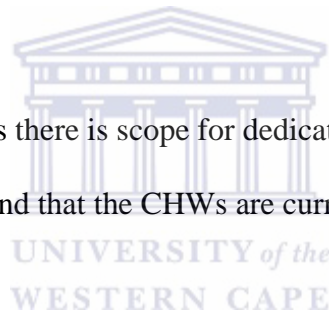 s there is scope for dedicat
nd that the CHWs are curr
UNIVERSITY of the
WESTERN CAPE